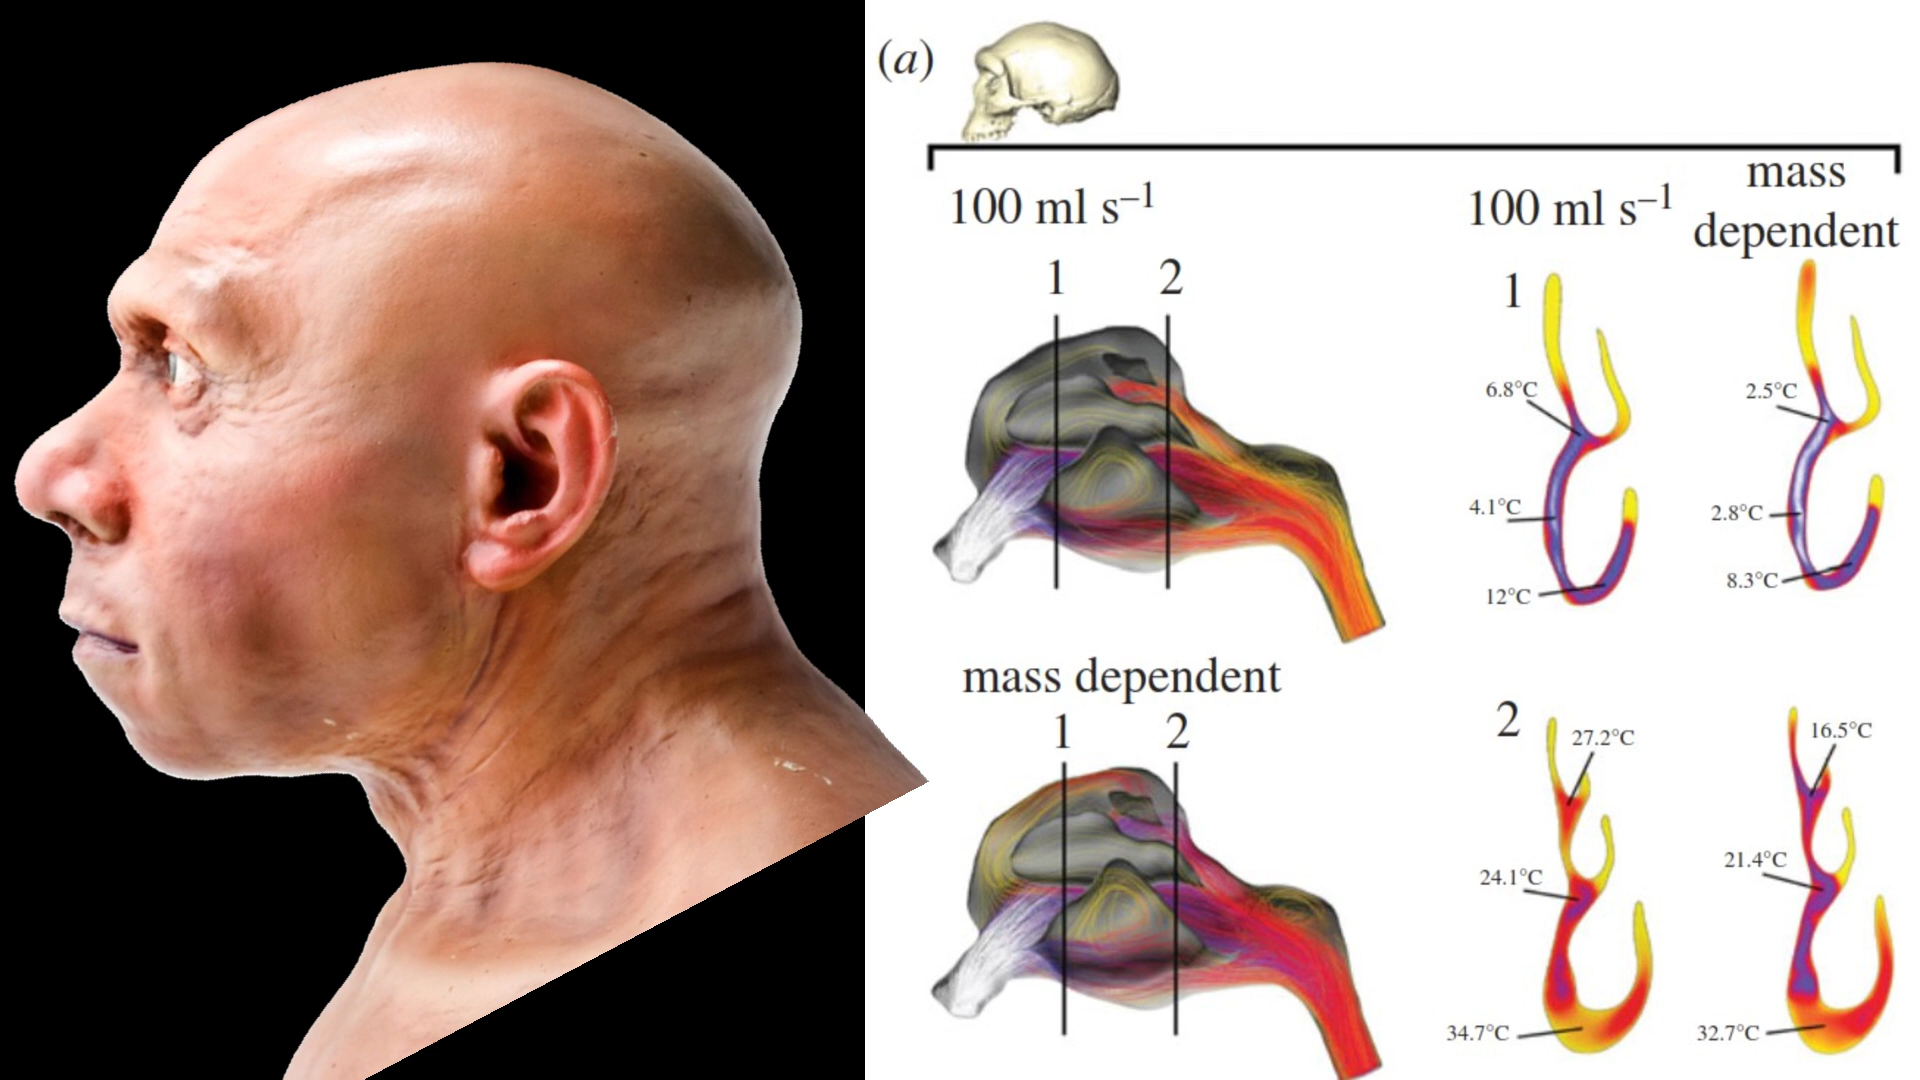 (a)
100 ml s⁻¹
100 ml s⁻¹
mass
dependent
1
2
1
6.8°C
4.1°C
12°C
2.5°C
2.8°C
8.3°C
mass dependent
1
2
2
27.2°C
24.1°C
34.7°C
16.5°C
21.4°C
32.7°C